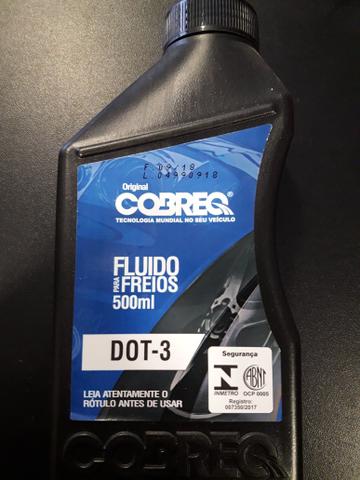 F 09/18
L 04990918
Original
COBREQ®
TECNOLOGIA MUNDIAL NO SEU VEÍCULO
FLUIDO
PARA FREIOS
500ml
DOT-3
Segurança
INMETRO
ABNT
OCP 0005
Registro:
007350/2017
LEIA ATENTAMENTE O
RÓTULO ANTES DE USAR
COBREQ